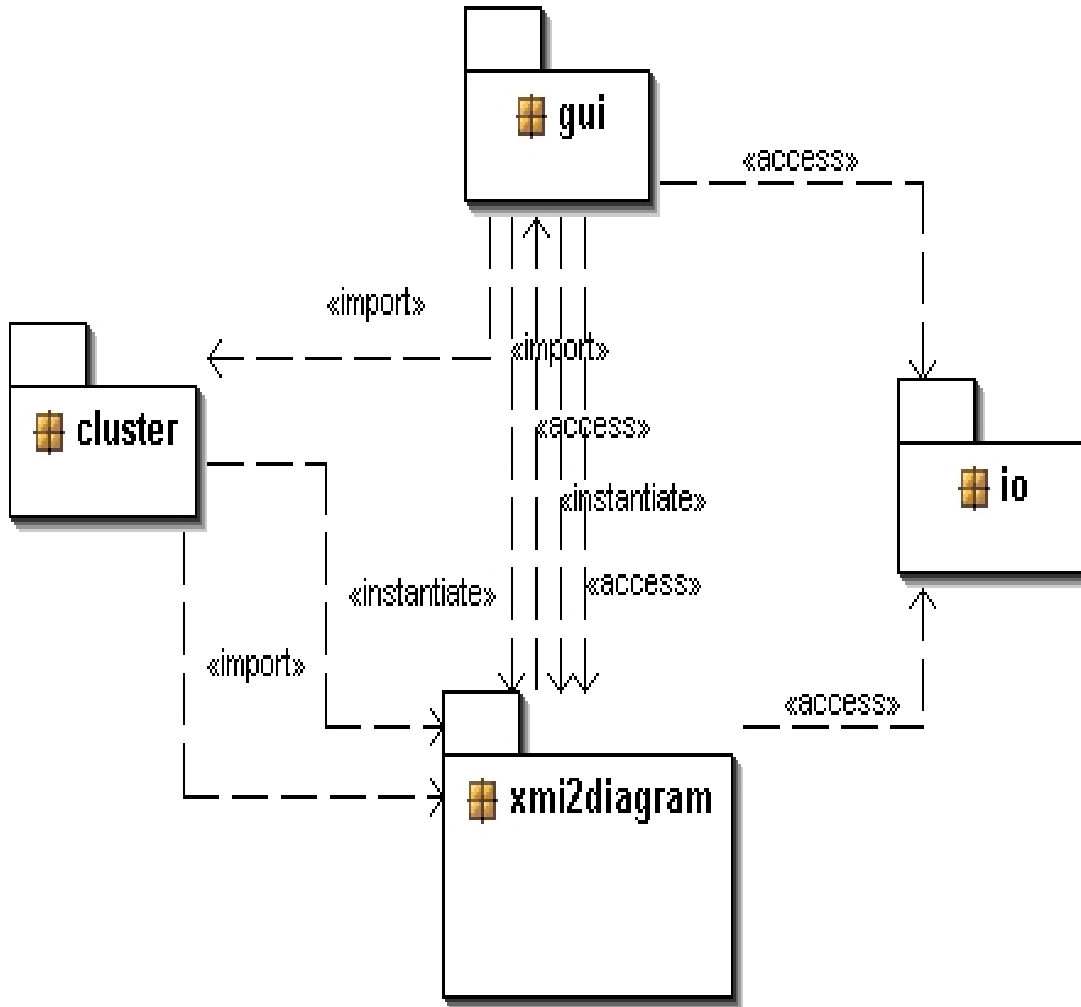 gui
«access»
«import»
«import»
cluster
«access»
io
«instantiate»
«access»
«instantiate»
«import»
«access»
xmi2diagram